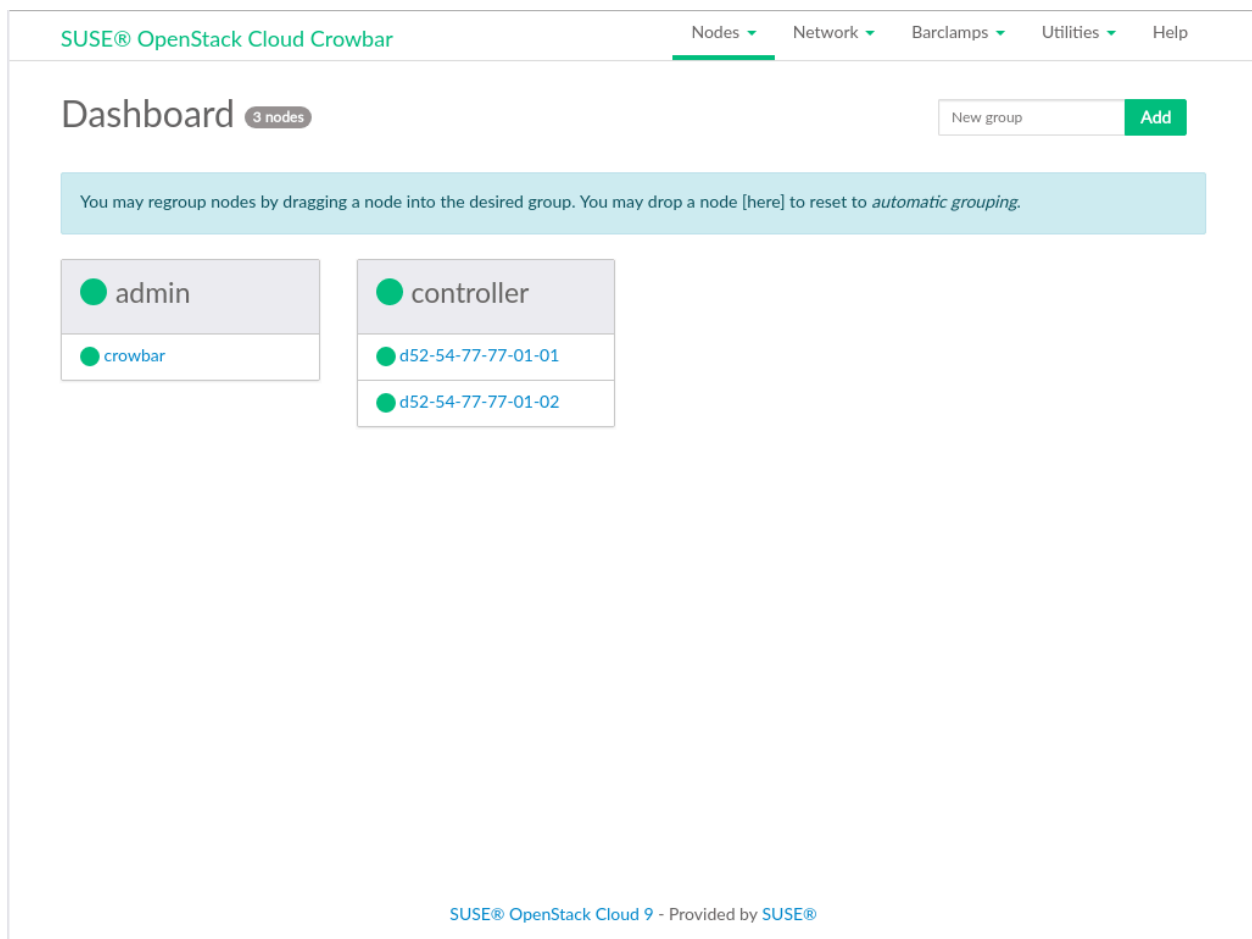 SUSE® OpenStack Cloud Crowbar
Nodes Network Barclamps Utilities Help
Dashboard 3 nodes
New group Add
You may regroup nodes by dragging a node into the desired group. You may drop a node [here] to reset to automatic grouping.
admin
crowbar
controller
d52-54-77-77-01-01
d52-54-77-77-01-02
SUSE® OpenStack Cloud 9 - Provided by SUSE®